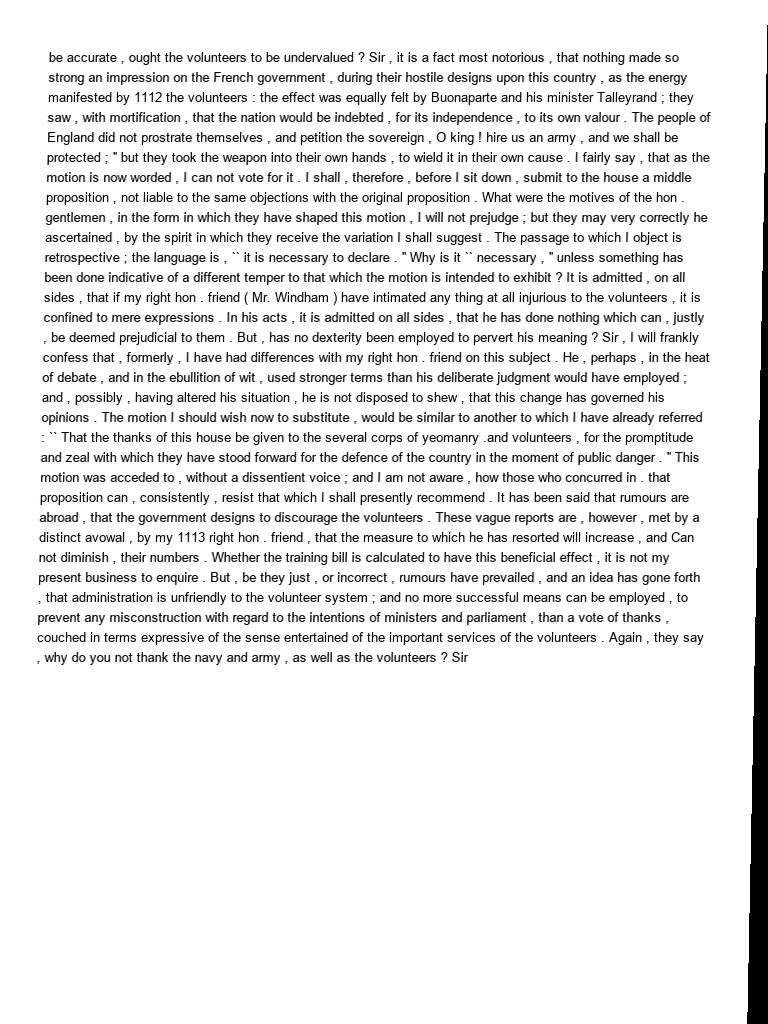 be accurate , ought the volunteers to be undervalued ? Sir , it is a fact most notorious , that nothing made so
strong an impression on the French government , during their hostile designs upon this country , as the energy
manifested by 1112 the volunteers : the effect was equally felt by Buonaparte and his minister Talleyrand ; they
saw , with mortification , that the nation would be indebted , for its independence , to its own valour . The people of
England did not prostrate themselves , and petition the sovereign , O king ! hire us an army , and we shall be
protected ; " but they took the weapon into their own hands , to wield it in their own cause . I fairly say , that as the
motion is now worded , I can not vote for it . I shall , therefore , before I sit down , submit to the house a middle
proposition , not liable to the same objections with the original proposition . What were the motives of the hon .
gentlemen , in the form in which they have shaped this motion , I will not prejudge ; but they may very correctly he
ascertained , by the spirit in which they receive the variation I shall suggest . The passage to which I object is
retrospective ; the language is , `` it is necessary to declare . " Why is it `` necessary , " unless something has
been done indicative of a different temper to that which the motion is intended to exhibit ? It is admitted , on all
sides , that if my right hon . friend ( Mr. Windham ) have intimated any thing at all injurious to the volunteers , it is
confined to mere expressions . In his acts , it is admitted on all sides , that he has done nothing which can , justly
, be deemed prejudicial to them . But , has no dexterity been employed to pervert his meaning ? Sir , I will frankly
confess that , formerly , I have had differences with my right hon . friend on this subject . He , perhaps , in the heat
of debate , and in the ebullition of wit , used stronger terms than his deliberate judgment would have employed ;
and , possibly , having altered his situation , he is not disposed to shew , that this change has governed his
opinions . The motion I should wish now to substitute , would be similar to another to which I have already referred
: `` That the thanks of this house be given to the several corps of yeomanry .and volunteers , for the promptitude
and zeal with which they have stood forward for the defence of the country in the moment of public danger . " This
motion was acceded to , without a dissentient voice ; and I am not aware , how those who concurred in . that
proposition can , consistently , resist that which I shall presently recommend . It has been said that rumours are
abroad , that the government designs to discourage the volunteers . These vague reports are , however , met by a
distinct avowal , by my 1113 right hon . friend , that the measure to which he has resorted will increase , and Can
not diminish , their numbers . Whether the training bill is calculated to have this beneficial effect , it is not my
present business to enquire . But , be they just , or incorrect , rumours have prevailed , and an idea has gone forth
, that administration is unfriendly to the volunteer system ; and no more successful means can be employed , to
prevent any misconstruction with regard to the intentions of ministers and parliament , than a vote of thanks ,
couched in terms expressive of the sense entertained of the important services of the volunteers . Again , they say
, why do you not thank the navy and army , as well as the volunteers ? Sir